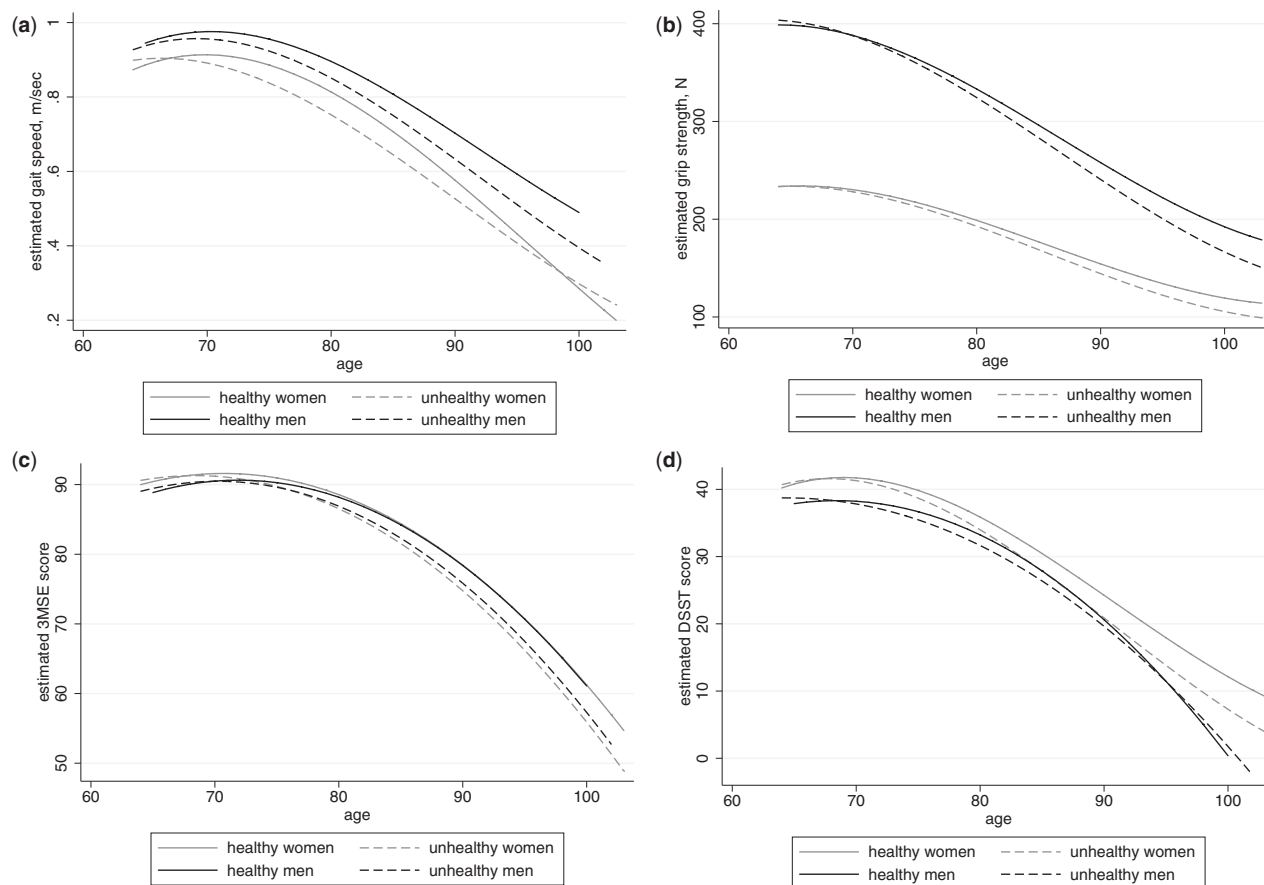 (a)
estimated gait speed, m/sec
1
.8
.6
.4
.2
60 70 80 90 100
age
healthy women unhealthy women
healthy men unhealthy men
(b)
estimated grip strength, N
400
300
200
100
60 70 80 90 100
age
healthy women unhealthy women
healthy men unhealthy men
(c)
estimated 3MSE score
90
80
70
60
50
60 70 80 90 100
age
healthy women unhealthy women
healthy men unhealthy men
(d)
estimated DSST score
40
30
20
10
0
60 70 80 90 100
age
healthy women unhealthy women
healthy men unhealthy men